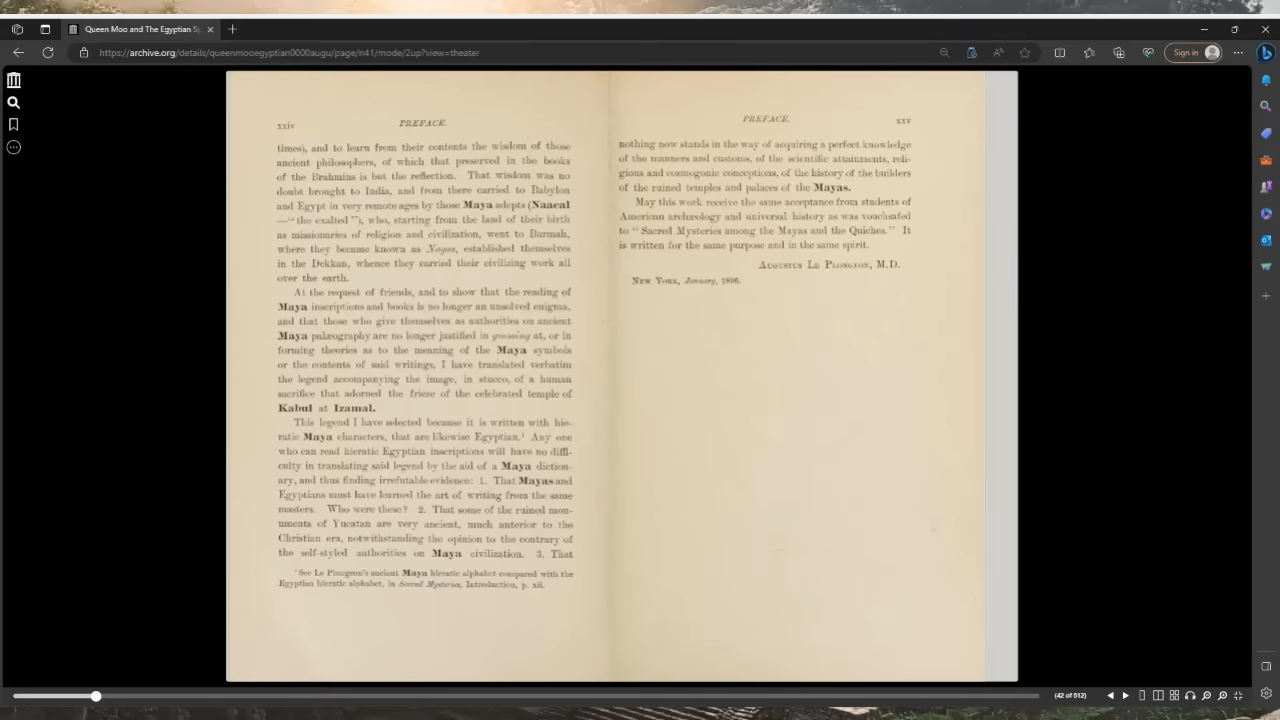 Queen Moo and The Egyptian S
https://archive.org/details/queenmooegyptian0000augu/page/n41/mode/2up?view=theater
Sign in
xxiv
PREFACE.
times), and to learn from their contents the wisdom of those
ancient philosophers, of which that preserved in the books
of the Brahmins is but the reflection. That wisdom was no
doubt brought to India, and from there carried to Babylon
and Egypt in very remote ages by those Maya adepts (Naacal
—"the exalted"), who, starting from the land of their birth
as missionaries of religion and civilization, went to Burmah,
where they became known as Nagas, established themselves
in the Dekkan, whence they carried their civilizing work all
over the earth.
At the request of friends, and to show that the reading of
Maya inscriptions and books is no longer an unsolved enigma,
and that those who give themselves as authorities on ancient
Maya palæography are no longer justified in guessing at, or in
forming theories as to the meaning of the Maya symbols
or the contents of said writings, I have translated verbatim
the legend accompanying the image, in stucco, of a human
sacrifice that adorned the frieze of the celebrated temple of
Kabul at Izamal.
This legend I have selected because it is written with hie-
ratic Maya characters, that are likewise Egyptian.¹ Any one
who can read hieratic Egyptian inscriptions will have no diffi-
culty in translating said legend by the aid of a Maya diction-
ary, and thus finding irrefutable evidence: 1. That Mayas and
Egyptians must have learned the art of writing from the same
masters. Who were these? 2. That some of the ruined mon-
uments of Yucatan are very ancient, much anterior to the
Christian era, notwithstanding the opinion to the contrary of
the self-styled authorities on Maya civilization. 3. That
¹ See Le Plongeon's ancient Maya hieratic alphabet compared with the
Egyptian hieratic alphabet, in Sacred Mysteries, Introduction, p. xii.
PREFACE.
xxv
nothing now stands in the way of acquiring a perfect knowledge
of the manners and customs, of the scientific attainments, reli-
gious and cosmogonic conceptions, of the history of the builders
of the ruined temples and palaces of the Mayas.
May this work receive the same acceptance from students of
American archæology and universal history as was vouchsafed
to "Sacred Mysteries among the Mayas and the Quiches." It
is written for the same purpose and in the same spirit.
Augustus Le Plongeon, M.D.
New York, January, 1896.
(42 of 512)